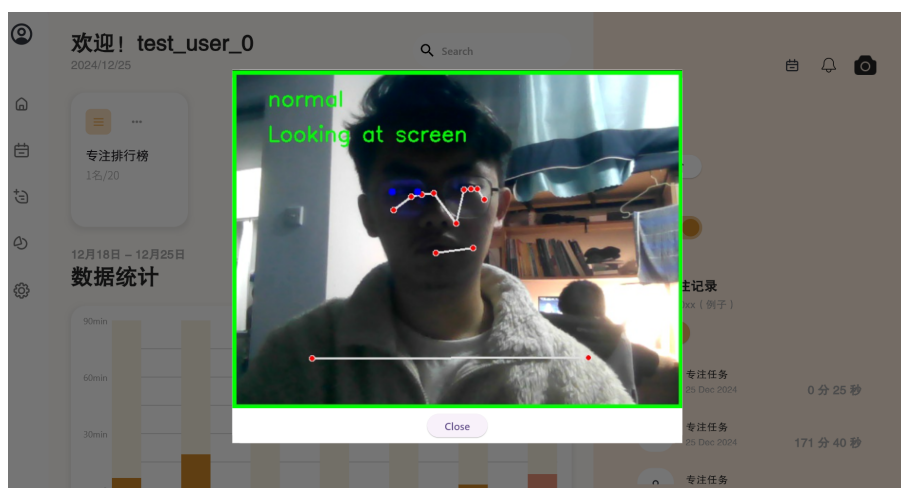 欢迎！test_user_0
2024/12/25
Search
专注排行榜
1名/20
12月18日 – 12月25日
数据统计
90min
60min
30min
normal
Looking at screen
Close
注记录
xx（例子）
专注任务
25 Dec 2024
0 分 25 秒
专注任务
25 Dec 2024
171 分 40 秒
专注任务